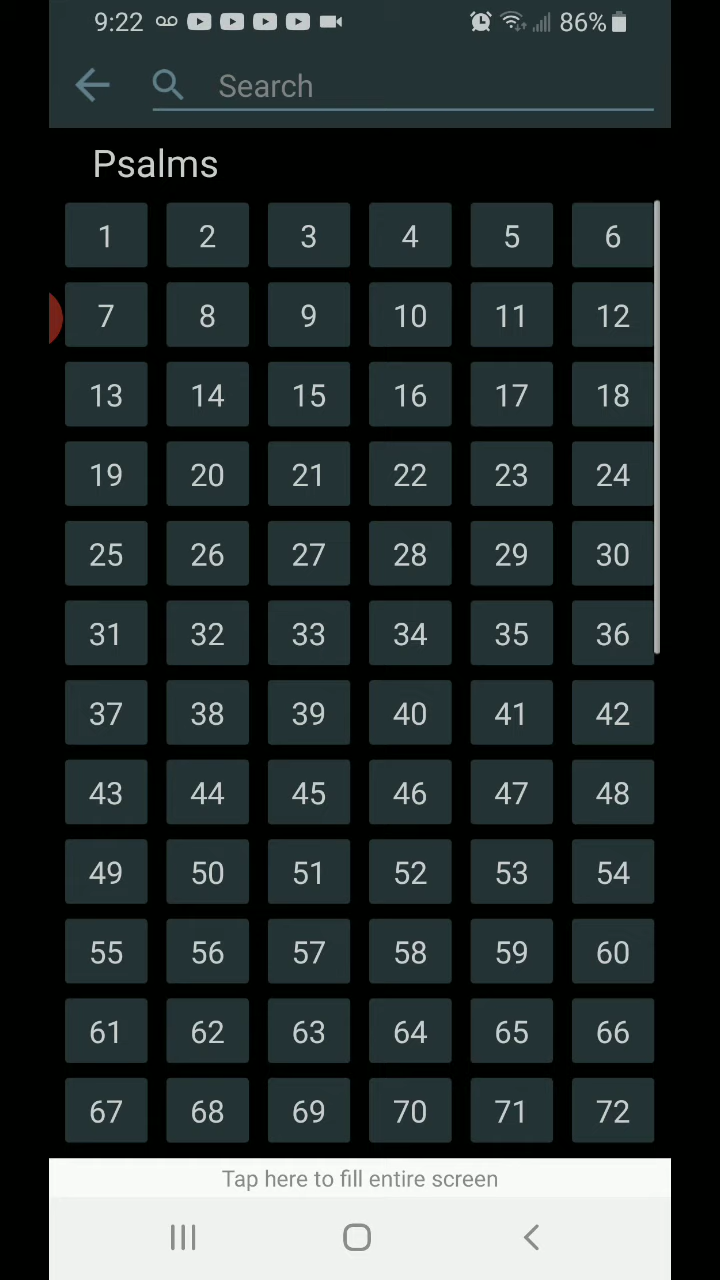 9:22 86%
Search
Psalms
1 2 3 4 5 6
7 8 9 10 11 12
13 14 15 16 17 18
19 20 21 22 23 24
25 26 27 28 29 30
31 32 33 34 35 36
37 38 39 40 41 42
43 44 45 46 47 48
49 50 51 52 53 54
55 56 57 58 59 60
61 62 63 64 65 66
67 68 69 70 71 72
Tap here to fill entire screen